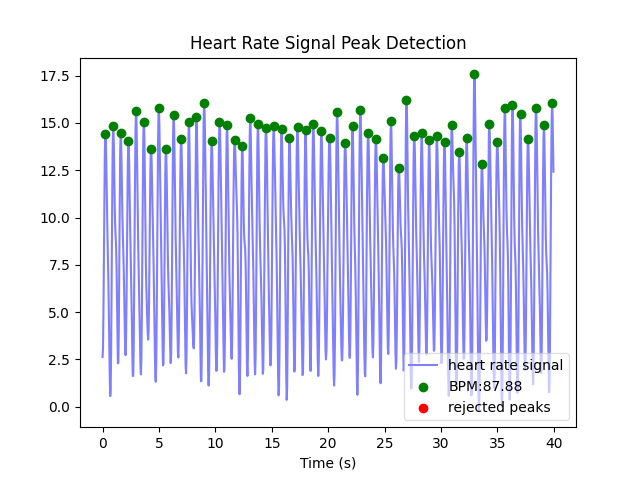 Heart Rate Signal Peak Detection
17.5
15.0
12.5
10.0
7.5
5.0
2.5
0.0
heart rate signal
BPM:87.88
rejected peaks
0 5 10 15 20 25 30 35 40
Time (s)